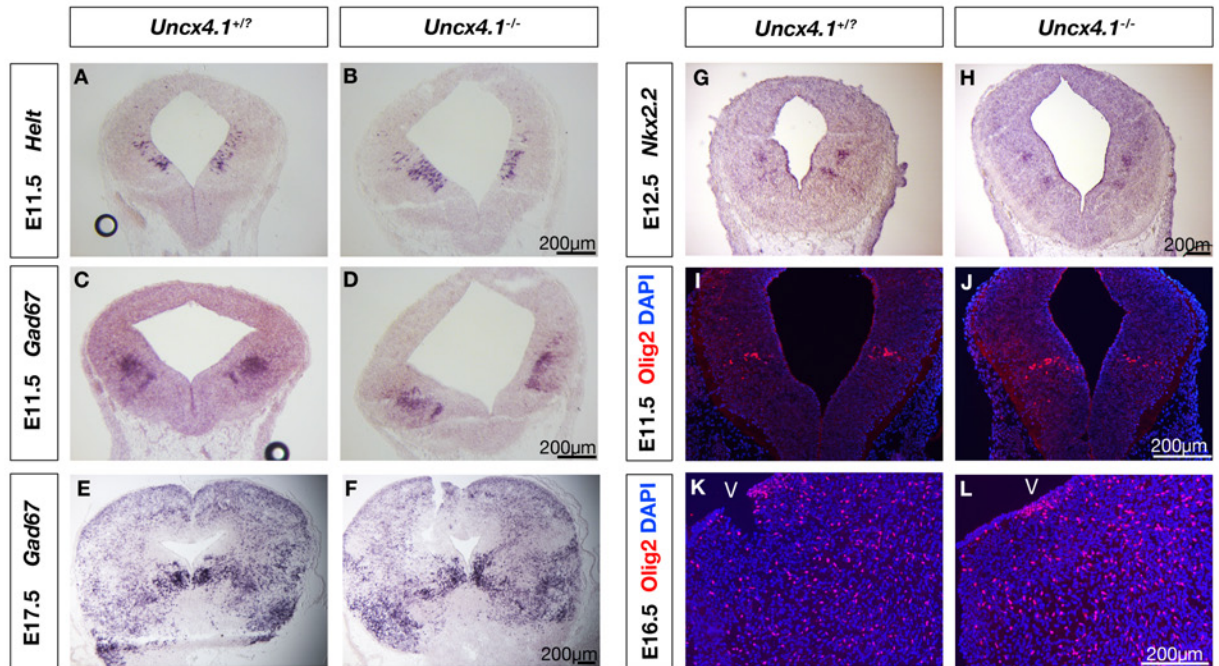 Uncx4.1+/?
Uncx4.1-/-
Uncx4.1+/?
Uncx4.1-/-
E11.5 Helt
A
B
200µm
E12.5 Nkx2.2
G
H
200m
E11.5 Gad67
C
D
200µm
E11.5 Olig2 DAPI
I
J
200µm
E17.5 Gad67
E
F
200µm
E16.5 Olig2 DAPI
K
V
L
V
200µm